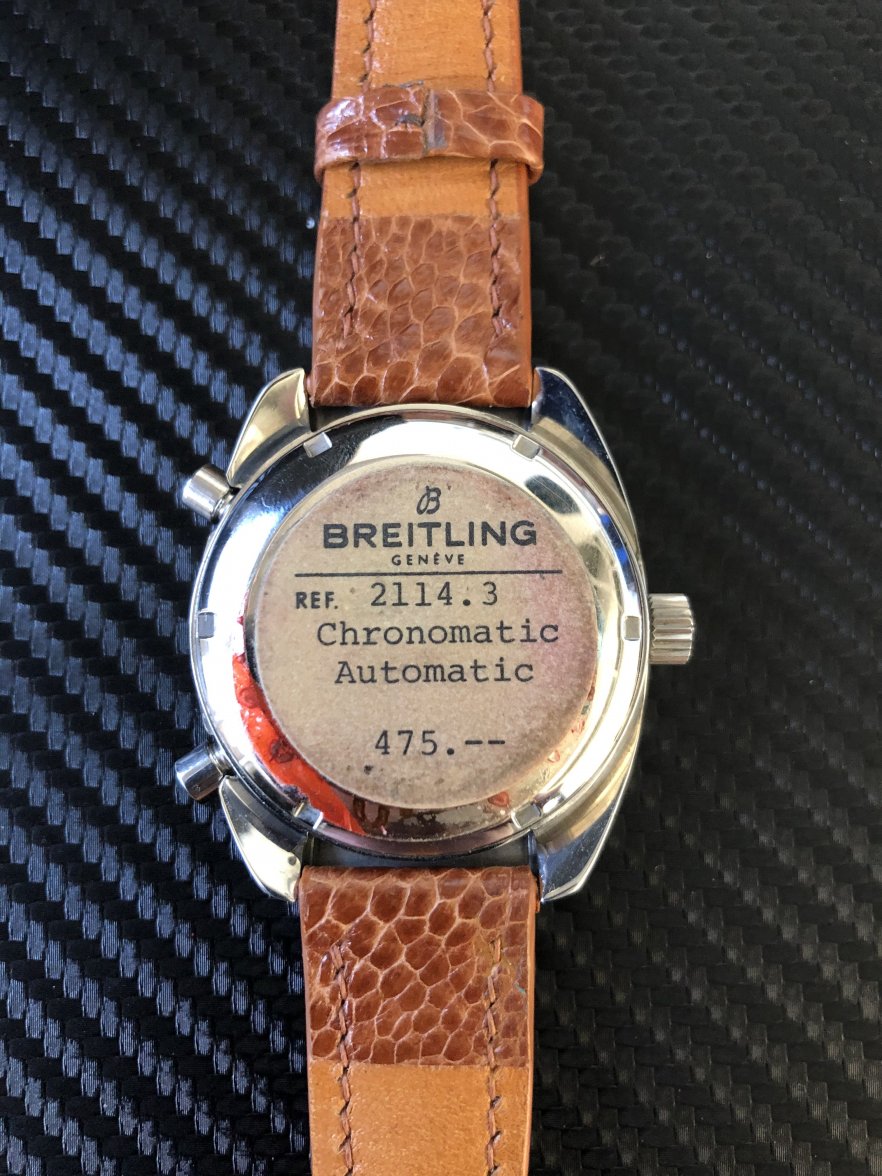 B
BREITLING
GENÈVE
REF. 2114.3
Chronomatic
Automatic
475.--